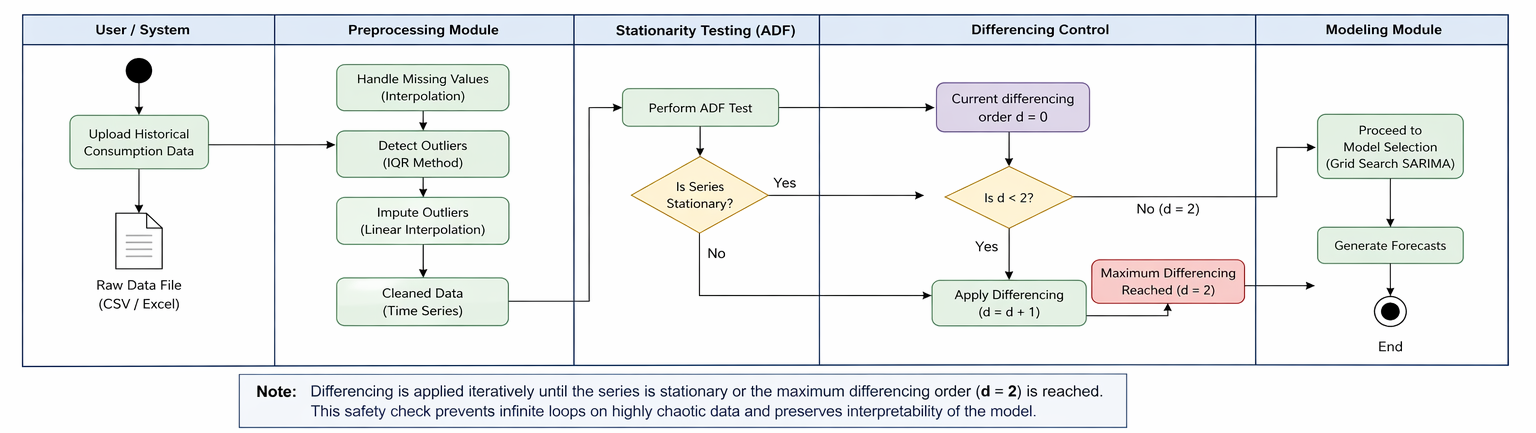 User / System
Preprocessing Module
Stationarity Testing (ADF)
Differencing Control
Modeling Module
Upload Historical
Consumption Data
Raw Data File
(CSV / Excel)
Handle Missing Values
(Interpolation)
Detect Outliers
(IQR Method)
Impute Outliers
(Linear Interpolation)
Cleaned Data
(Time Series)
Perform ADF Test
Is Series
Stationary?
Yes
No
Current differencing
order d = 0
Is d < 2?
No (d = 2)
Yes
Apply Differencing
(d = d + 1)
Maximum Differencing
Reached (d = 2)
Proceed to
Model Selection
(Grid Search SARIMA)
Generate Forecasts
End
Note: Differencing is applied iteratively until the series is stationary or the maximum differencing order (d = 2) is reached.
This safety check prevents infinite loops on highly chaotic data and preserves interpretability of the model.